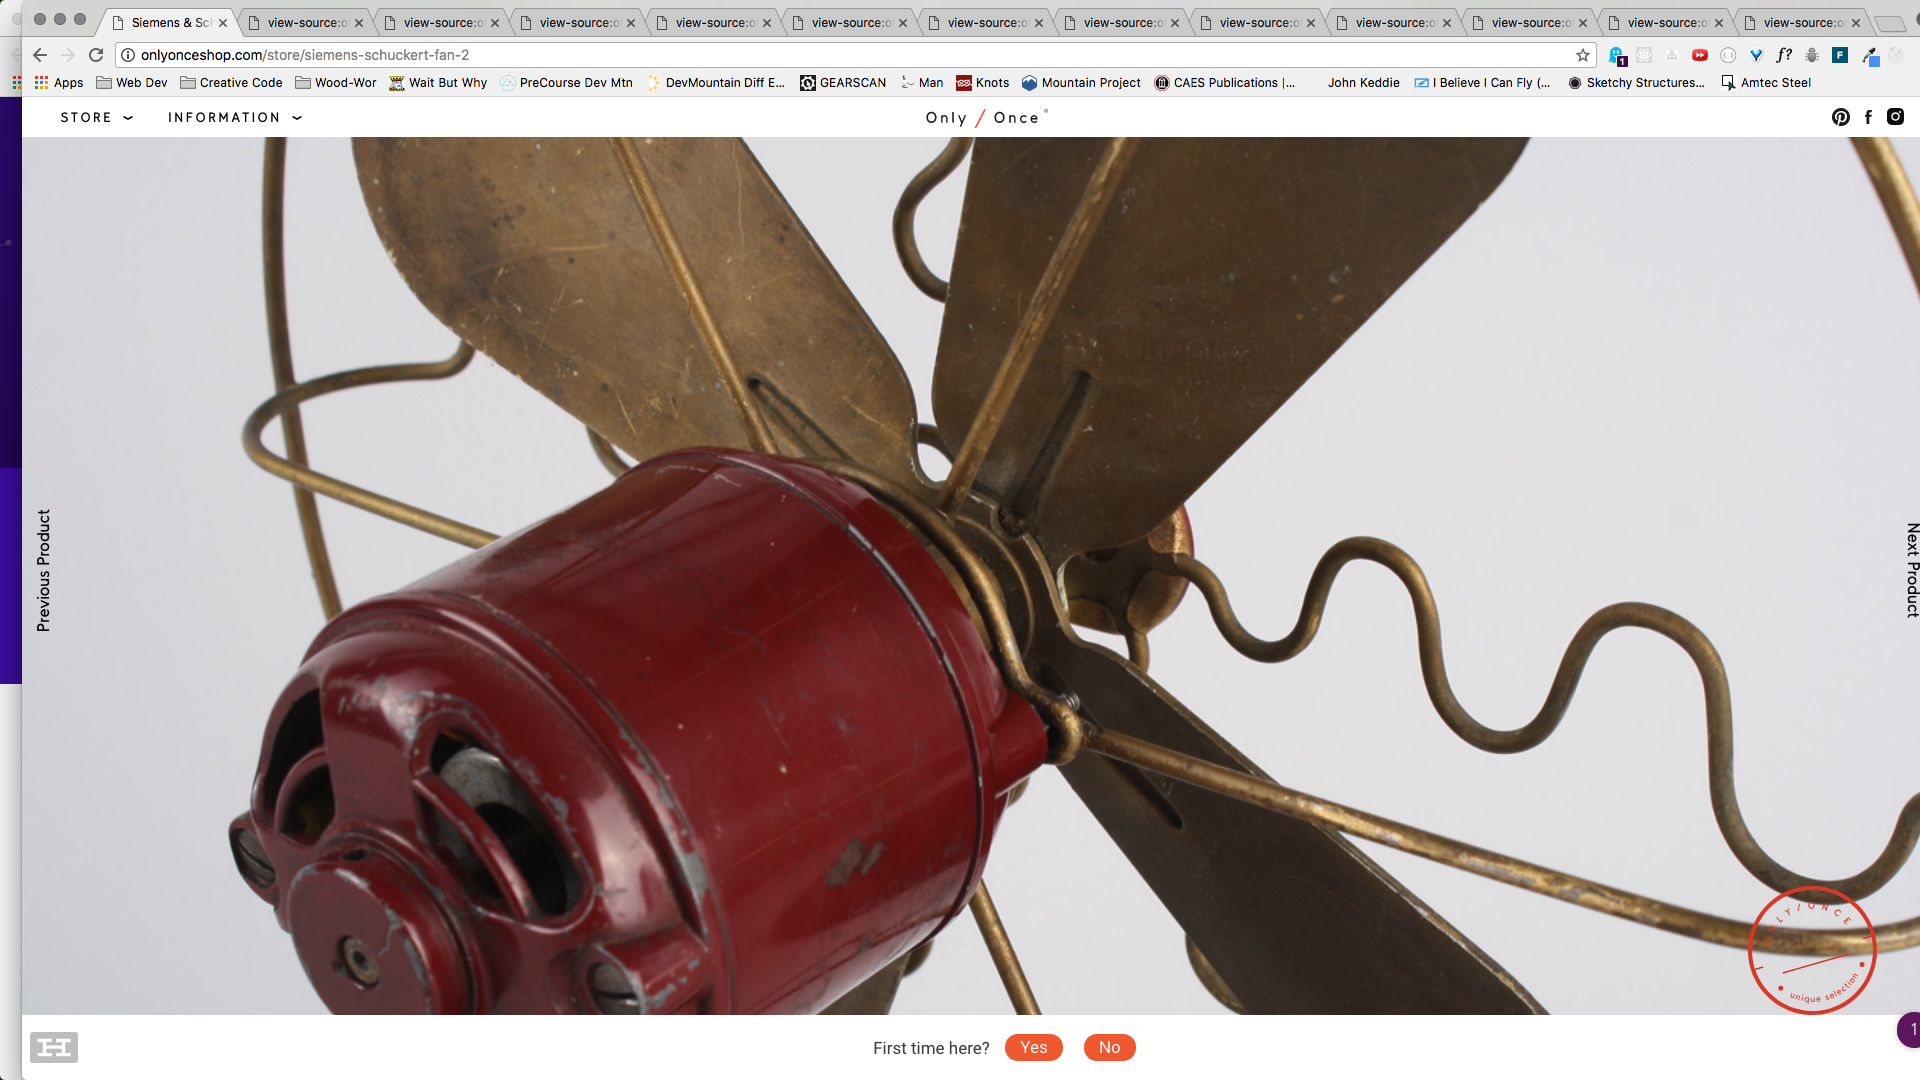 Siemens & Sc
view-source:o
view-source:o
view-source:o
view-source:o
view-source:o
view-source:o
view-source:o
view-source:o
view-source:o
view-source:o
view-source:o
view-source:o
onlyonceshop.com/store/siemens-schuckert-fan-2
1
f?
F
Apps
Web Dev
Creative Code
Wood-Wor
Wait But Why
PreCourse Dev Mtn
DevMountain Diff E...
GEARSCAN
Man
Knots
Mountain Project
CAES Publications |...
John Keddie
I Believe I Can Fly (...
Sketchy Structures...
Amtec Steel
STORE
INFORMATION
Only / Once
Previous Product
Next Product
ONLY/ONCE
unique selection
First time here?
Yes
No
1